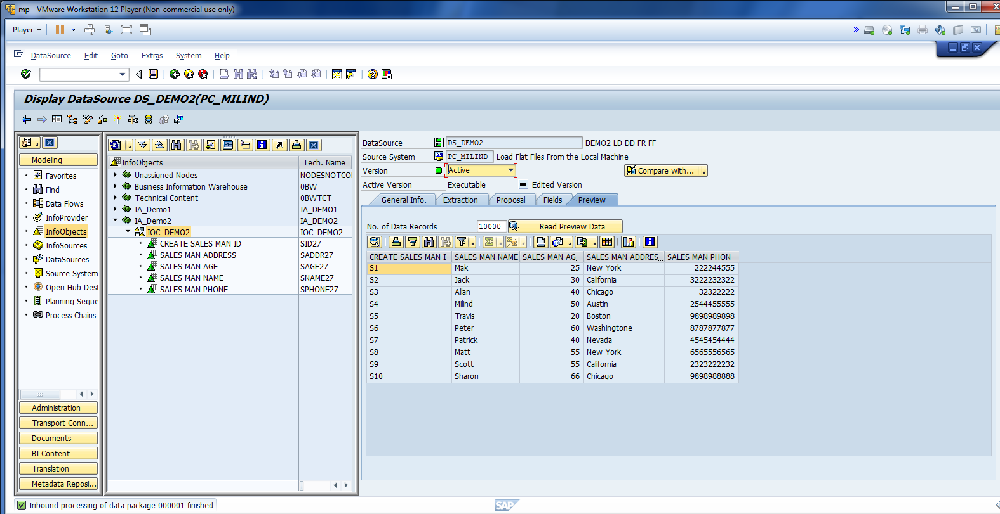 mp - VMware Workstation 12 Player (Non-commercial use only)
Player
DataSource Edit Goto Extras System Help
Display DataSource DS_DEMO2(PC_MILIND)
Modeling
Favorites
Find
Data Flows
InfoProvider
InfoObjects
InfoSources
DataSources
Source System
Open Hub Dest
Planning Seque
Process Chains
Administration
Transport Conn...
Documents
BI Content
Translation
Metadata Reposi...
InfoObjects Tech. Name
Unassigned Nodes NODESNOTCO
Business Information Warehouse 0BW
Technical Content 0BWTCT
IA_Demo1 IA_DEMO1
IA_Demo2 IA_DEMO2
IOC_DEMO2 IOC_DEMO2
CREATE SALES MAN ID SID27
SALES MAN ADDRESS SADDR27
SALES MAN AGE SAGE27
SALES MAN NAME SNAME27
SALES MAN PHONE SPHONE27
DataSource DS_DEMO2 DEMO2 LD DD FR FF
Source System PC_MILIND Load Flat Files From the Local Machine
Version Active Compare with...
Active Version Executable = Edited Version
General Info. Extraction Proposal Fields Preview
No. of Data Records 10000 Read Preview Data
CREATE SALES MAN I... SALES MAN NAME SALES MAN AG... SALES MAN ADDRES... SALES MAN PHON...
S1 Mak 25 New York 222244555
S2 Jack 30 California 3222232322
S3 Allan 40 Chicago 32322222
S4 Milind 50 Austin 2544455555
S5 Travis 20 Boston 9898989898
S6 Peter 60 Washingtone 8787877877
S7 Patrick 40 Nevada 4545454444
S8 Matt 55 New York 6565556565
S9 Scott 55 California 2323222232
S10 Sharon 66 Chicago 9898988888
Inbound processing of data package 000001 finished
SAP